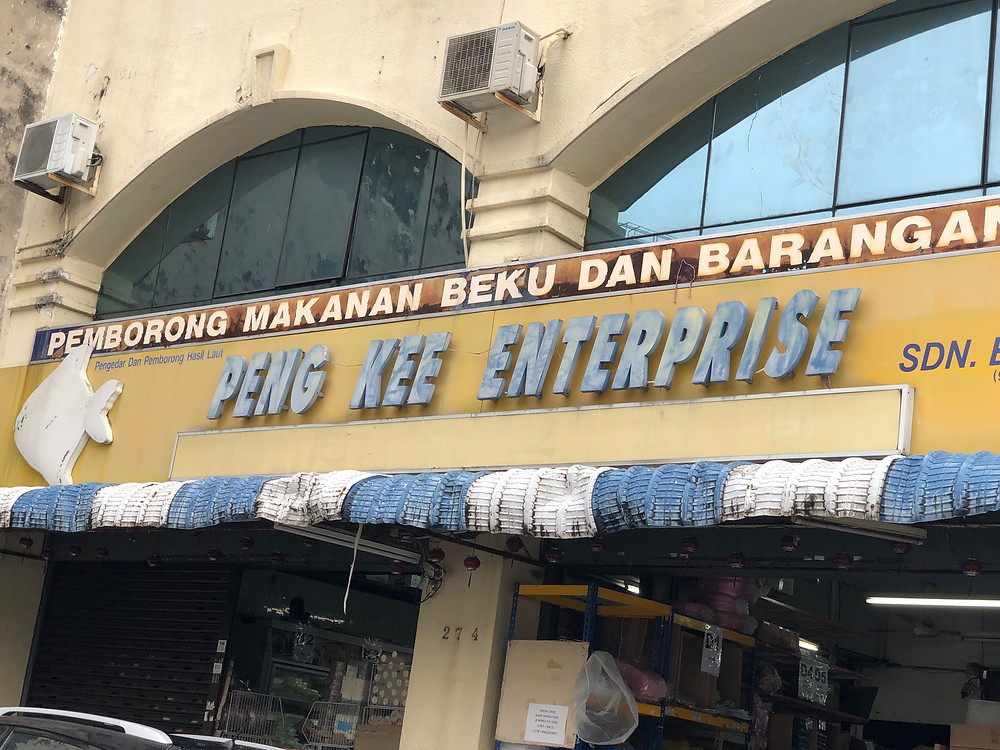 PEMBORONG MAKANAN BEKU DAN BARANGAN
Pengedar Dan Pemborong Hasil Laut
PENG KEE ENTERPRISE
SDN.
274